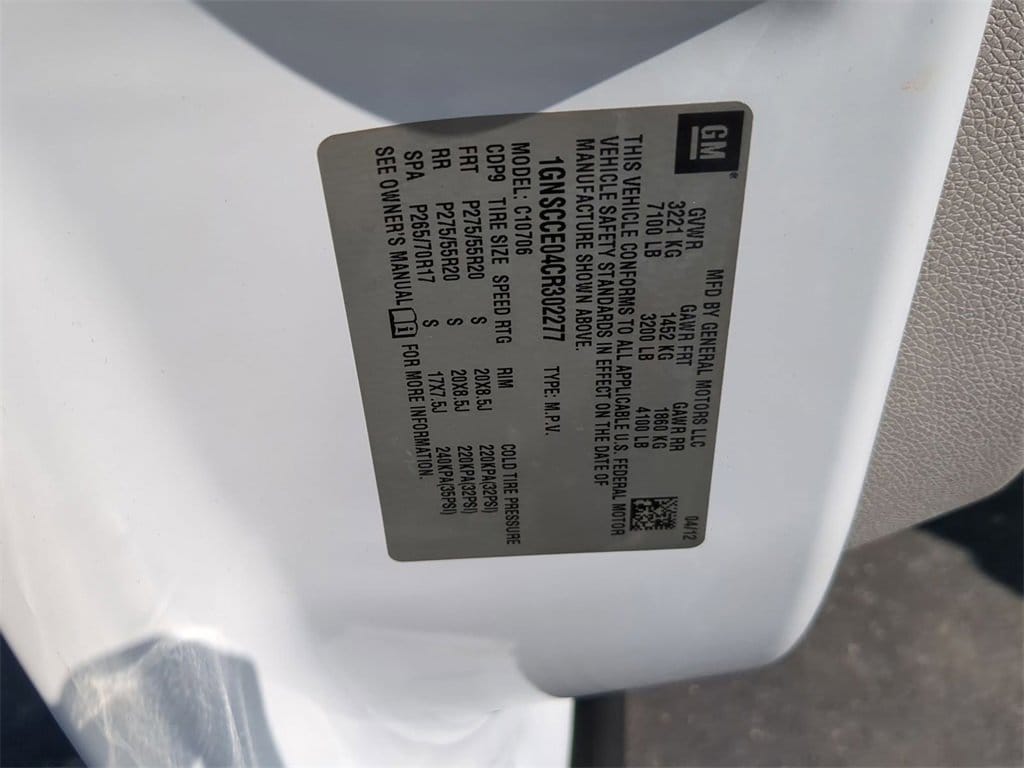 GM
MFD BY GENERAL MOTORS LLC 04/12
GVWR GAWR FRT GAWR RR
3221 KG 1452 KG 1860 KG
7100 LB 3200 LB 4100 LB
THIS VEHICLE CONFORMS TO ALL APPLICABLE U.S. FEDERAL MOTOR
VEHICLE SAFETY STANDARDS IN EFFECT ON THE DATE OF
MANUFACTURE SHOWN ABOVE.
1GNSCCE04CR302277 TYPE: M.P.V.
MODEL: C10706
CDP9 TIRE SIZE SPEED RTG RIM COLD TIRE PRESSURE
FRT P275/55R20 S 20X8.5J 220KPA(32PSI)
RR P275/55R20 S 20X8.5J 220KPA(32PSI)
SPA P265/70R17 S 17X7.5J 240KPA(35PSI)
SEE OWNER'S MANUAL FOR MORE INFORMATION.